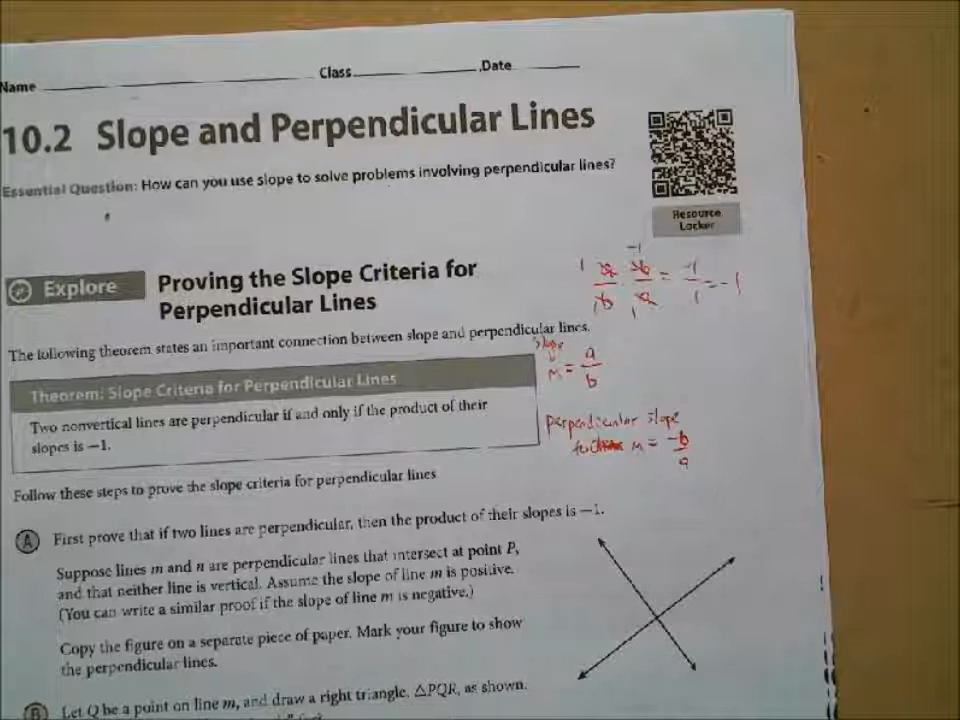 Name Class Date
10.2 Slope and Perpendicular Lines
Essential Question: How can you use slope to solve problems involving perpendicular lines?
Resource
Locker
Explore Proving the Slope Criteria for
Perpendicular Lines
1 a/b · -b/a = -1/1 = -1
-1
1
The following theorem states an important connection between slope and perpendicular lines.
slope
m = a/b
Theorem: Slope Criteria for Perpendicular Lines
Two nonvertical lines are perpendicular if and only if the product of their
slopes is −1.
perpendicular slope
m = -b/a
Follow these steps to prove the slope criteria for perpendicular lines
A First prove that if two lines are perpendicular, then the product of their slopes is −1.
Suppose lines m and n are perpendicular lines that intersect at point P,
and that neither line is vertical. Assume the slope of line m is positive.
(You can write a similar proof if the slope of line m is negative.)
Copy the figure on a separate piece of paper. Mark your figure to show
the perpendicular lines.
B Let Q be a point on line m, and draw a right triangle, △PQR, as shown.